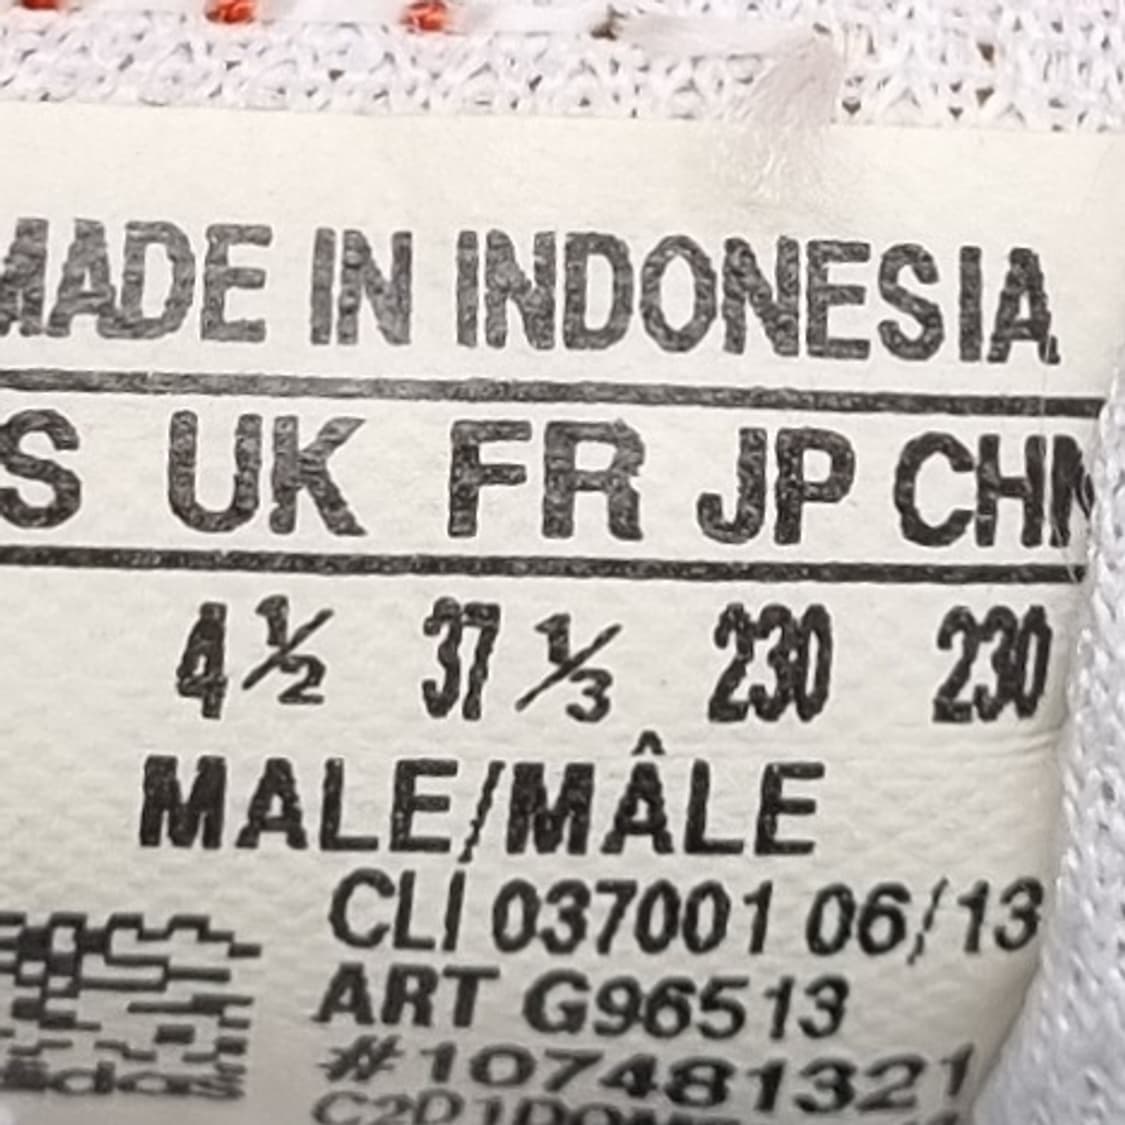 MADE IN INDONESIA
S UK FR JP CHN
4½ 37⅓ 230 230
MALE/MÂLE
CLI 037001 06/13
ART G96513
#107481321